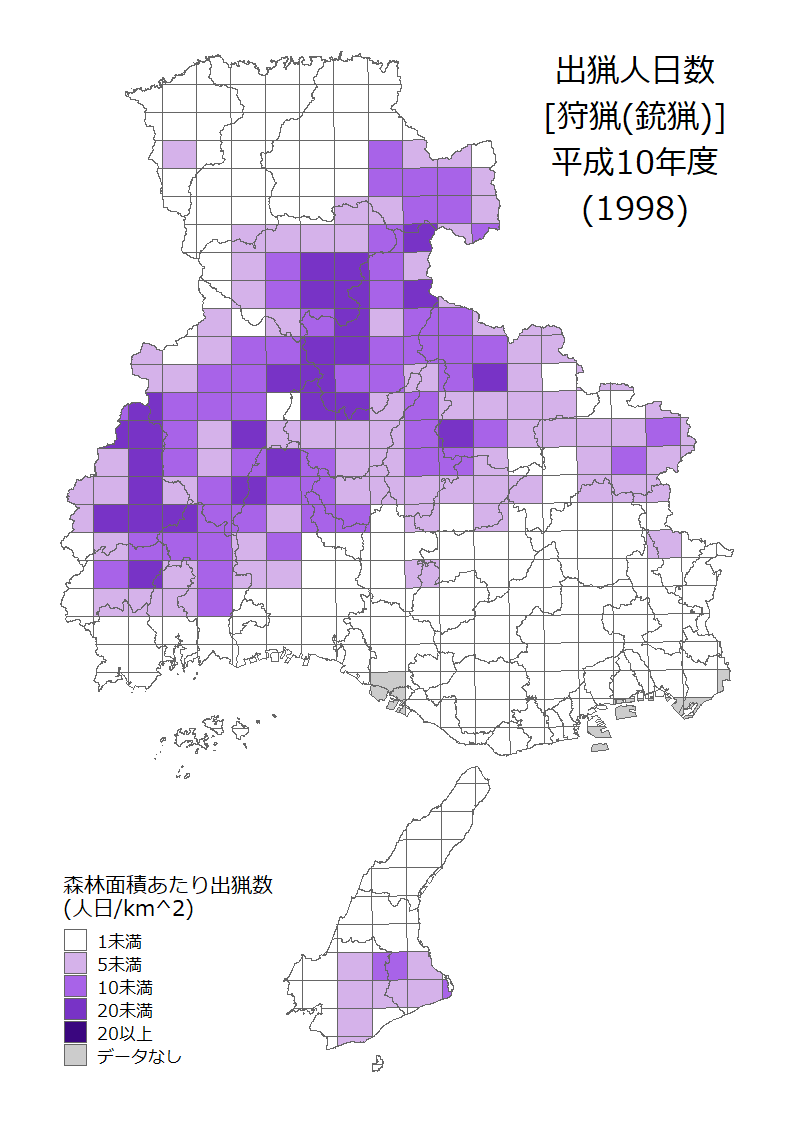 出猟人日数
[狩猟(銃猟)]
平成10年度
(1998)
森林面積あたり出猟数
(人日/km^2)
1未満
5未満
10未満
20未満
20以上
データなし